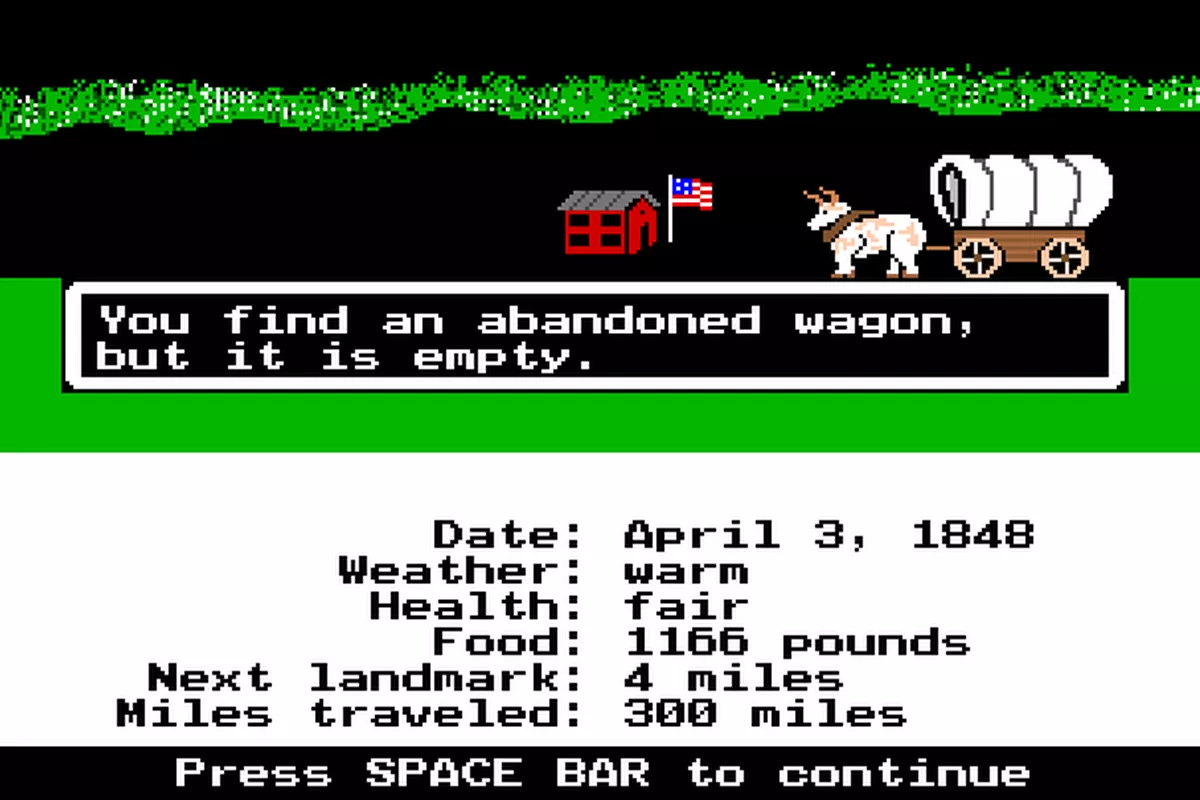 You find an abandoned wagon,
but it is empty.
Date: April 3, 1848
Weather: warm
Health: fair
Food: 1166 pounds
Next landmark: 4 miles
Miles traveled: 300 miles
Press SPACE BAR to continue